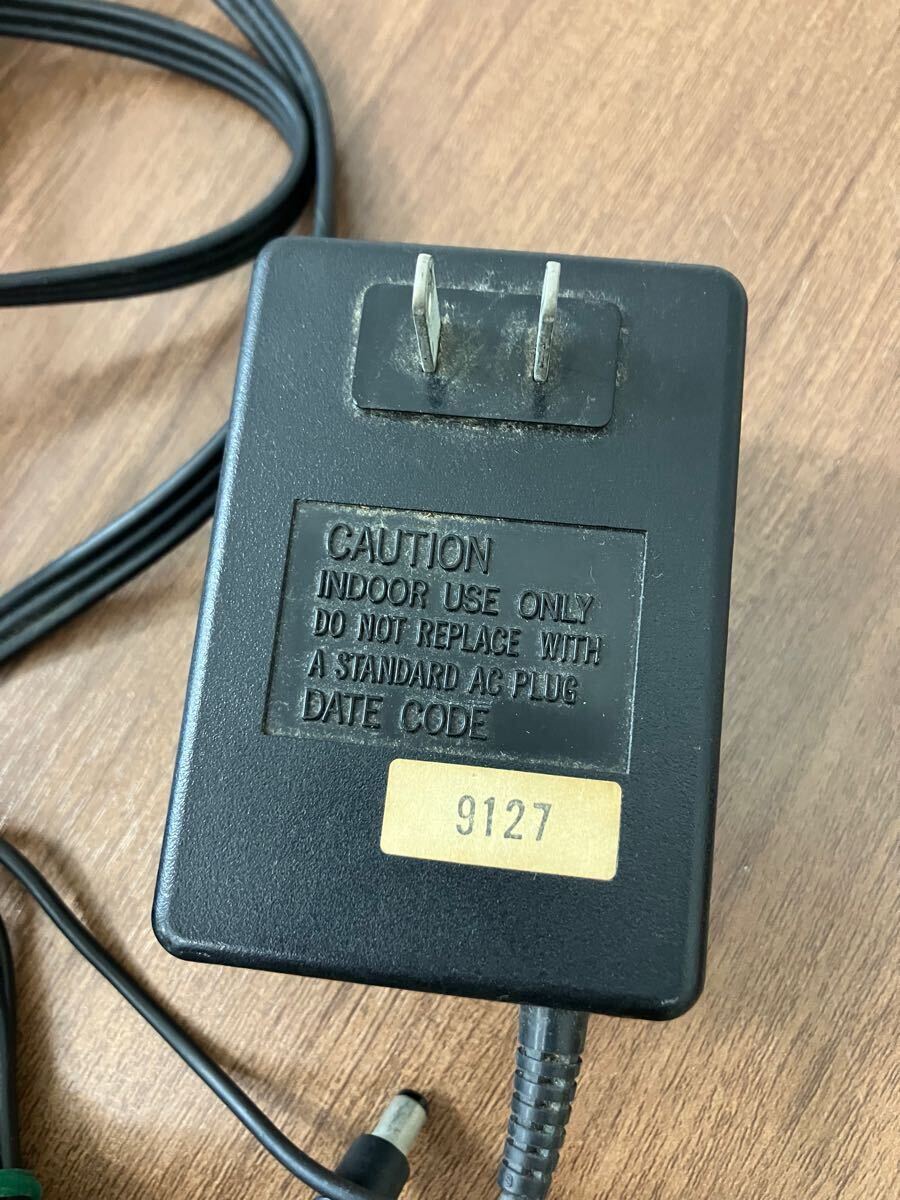 CAUTION
INDOOR USE ONLY
DO NOT REPLACE WITH
A STANDARD AC PLUG
DATE CODE
9127